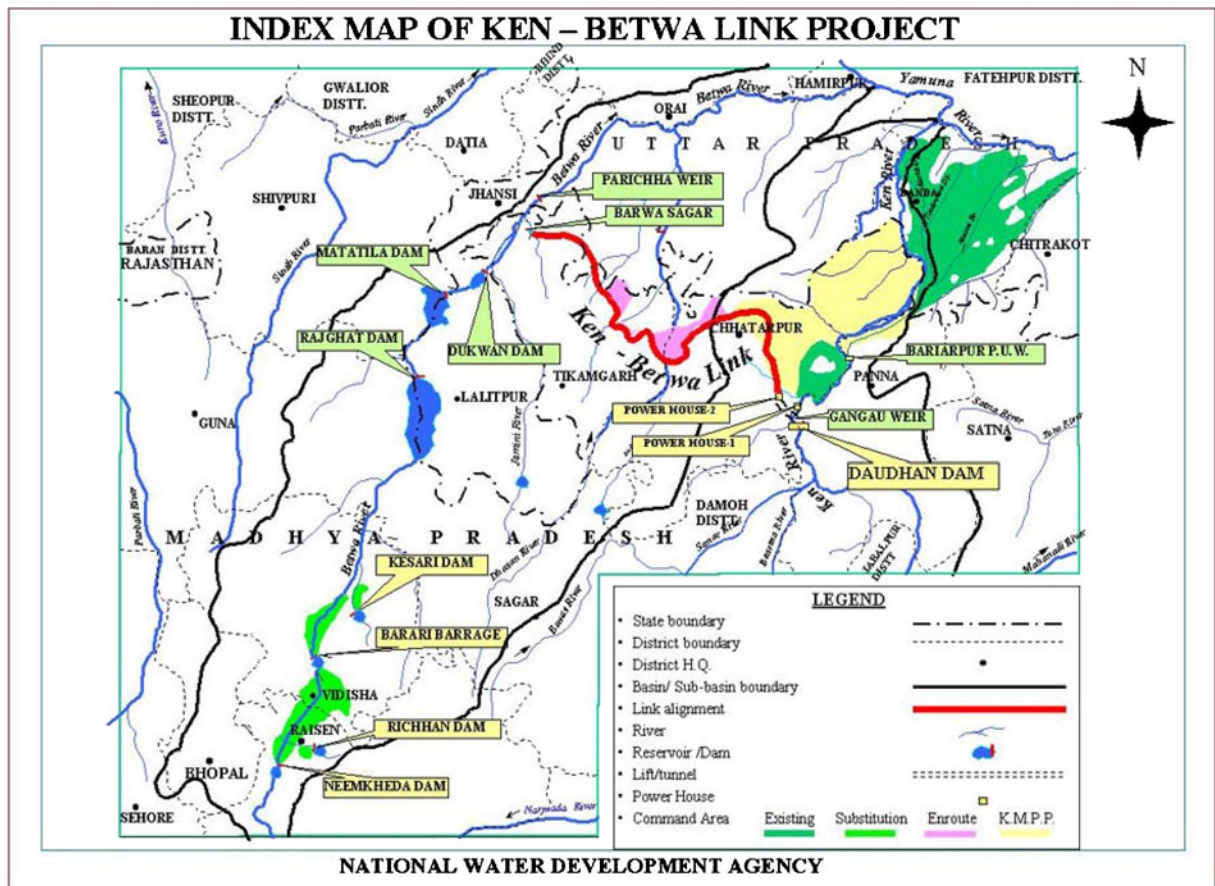 INDEX MAP OF KEN – BETWA LINK PROJECT
N
BHIND DISTT.
SHEOPUR DISTT.
GWALIOR DISTT.
Sindh River
Parbati River
DATIA
ORAI
Betwa River
HAMIRPUR
Yamuna
River
FATEHPUR DISTT.
UTTAR PRADESH
Betwa River
Ken River
BANDA
CHITRAKOT
SHIVPURI
JHANSI
PARICHHA WEIR
BARWA SAGAR
BARAN DISTT.
RAJASTHAN
Sindh River
MATATILA DAM
RAJGHAT DAM
DUKWAN DAM
Ken - Betwa Link
CHHATARPUR
BARIARPUR P.U.W.
PANNA
TIKAMGARH
LALITPUR
POWER HOUSE-2
POWER HOUSE-1
GANGAU WEIR
DAUDHAN DAM
Ken River
Satna River
SATNA
GUNA
Jamini River
Parbati River
DAMOH DISTT.
Sonar River
Bearma River
JABALPUR DISTT
Mahanadi River
MADHYA PRADESH
Betwa River
Dhasan River
KESARI DAM
SAGAR
BARARI BARRAGE
VIDISHA
RAISEN
RICHHAN DAM
BHOPAL
NEEMKHEDA DAM
SEHORE
Narmada River
LEGEND
State boundary
District boundary
District H.Q.
Basin/ Sub-basin boundary
Link alignment
River
Reservoir /Dam
Lift/tunnel
Power House
Command Area Existing Substitution Enroute K.M.P.P.
NATIONAL WATER DEVELOPMENT AGENCY